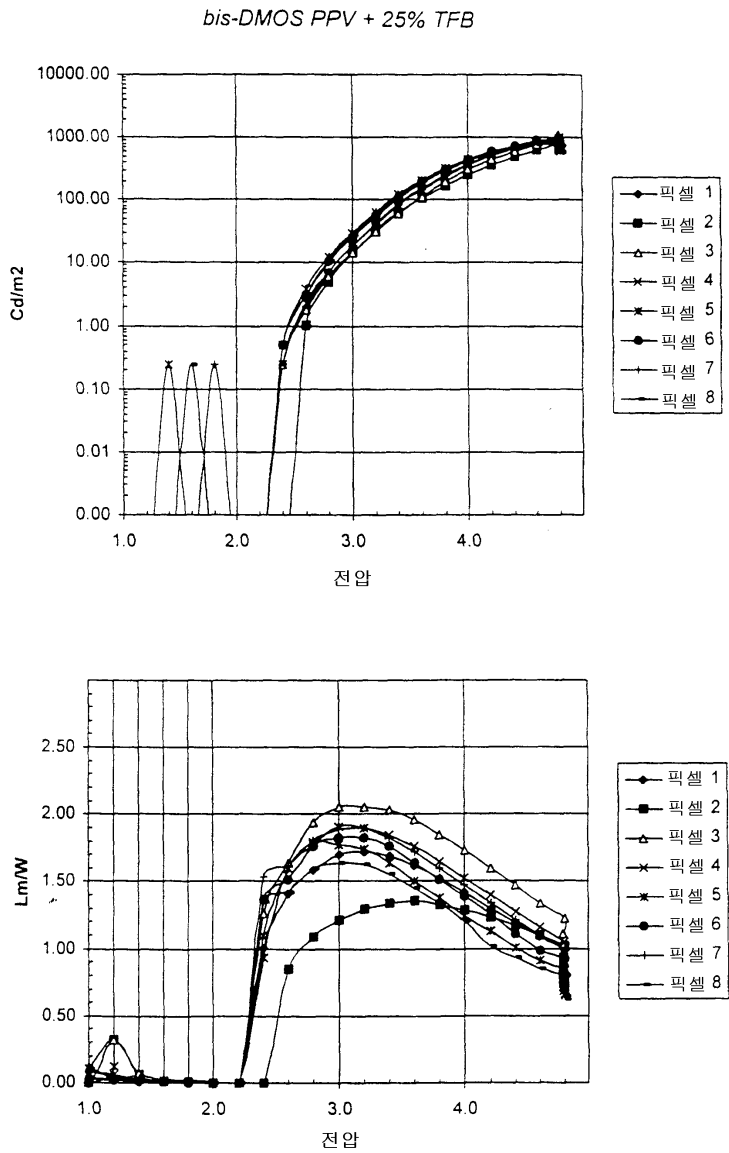 bis-DMOS PPV + 25% TFB
10000.00
1000.00
100.00
10.00
1.00
0.10
0.01
0.00
Cd/m2
1.0
2.0
3.0
4.0
전압
픽셀 1
픽셀 2
픽셀 3
픽셀 4
픽셀 5
픽셀 6
픽셀 7
픽셀 8
2.50
2.00
1.50
1.00
0.50
0.00
Lm/W
1.0
2.0
3.0
4.0
전압
픽셀 1
픽셀 2
픽셀 3
픽셀 4
픽셀 5
픽셀 6
픽셀 7
픽셀 8